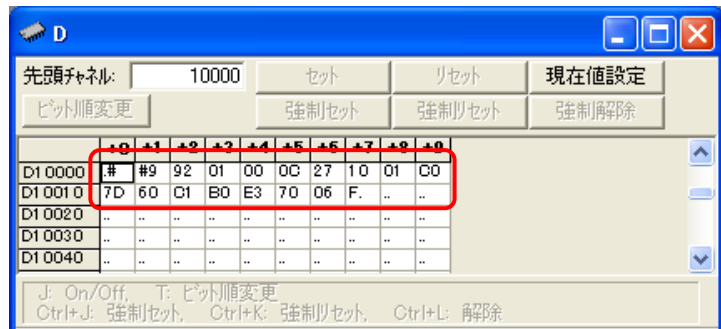 D
先頭チャネル: 10000 セット リセット 現在値設定
ビット順変更 強制セット 強制リセット 強制解除
+0 +1 +2 +3 +4 +5 +6 +7 +8 +9
D10000 .# #9 92 01 00 0C 27 10 01 C0
D10010 7D 60 C1 B0 E3 70 06 F. .. ..
D10020 .. .. .. .. .. .. .. .. .. ..
D10030 .. .. .. .. .. .. .. .. .. ..
D10040 .. .. .. .. .. .. .. .. .. ..
J: On/Off, T: ビット順変更
Ctrl+J: 強制セット, Ctrl+K: 強制リセット, Ctrl+L: 解除